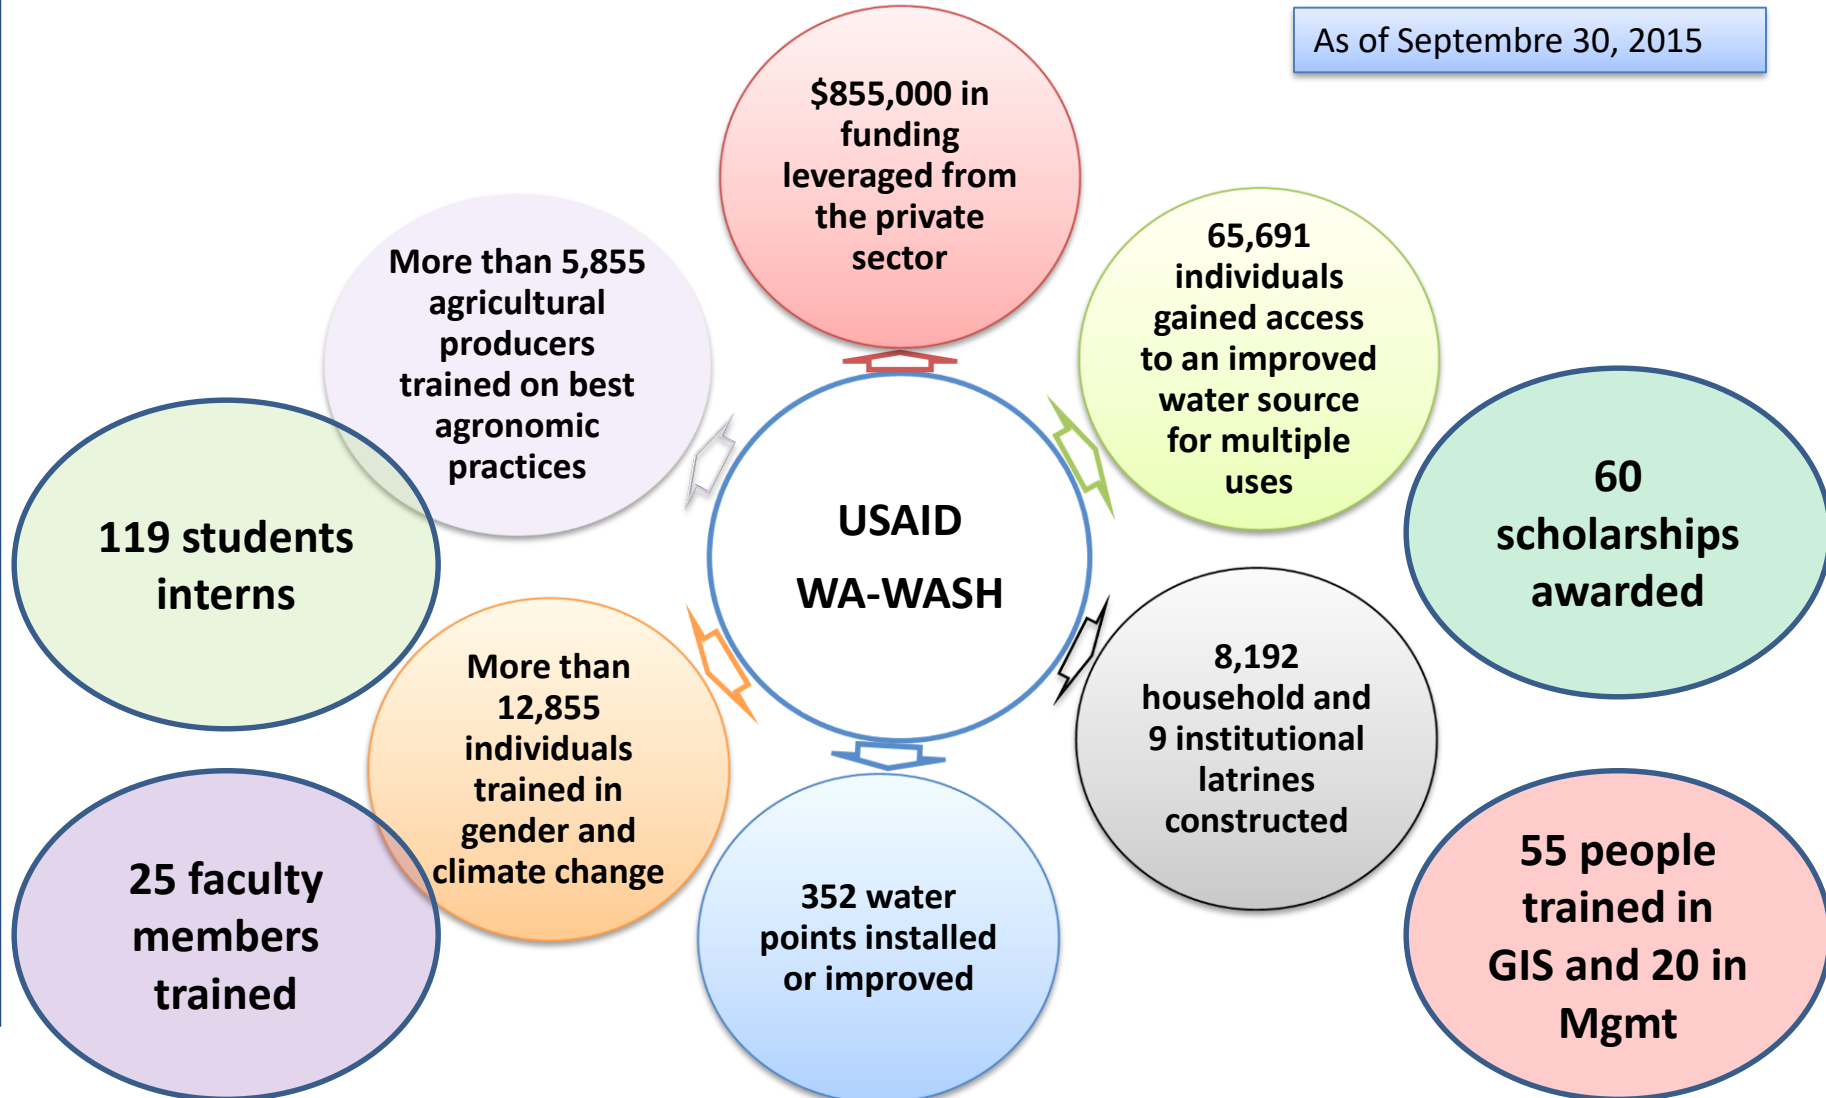 As of Septembre 30, 2015
$855,000 in
funding
leveraged from
the private
sector
More than 5,855
agricultural
producers
trained on best
agronomic
practices
65,691
individuals
gained access
to an improved
water source
for multiple
uses
119 students
interns
USAID
WA-WASH
60
scholarships
awarded
More than
12,855
individuals
trained in
gender and
climate change
8,192
household and
9 institutional
latrines
constructed
25 faculty
members
trained
352 water
points installed
or improved
55 people
trained in
GIS and 20 in
Mgmt